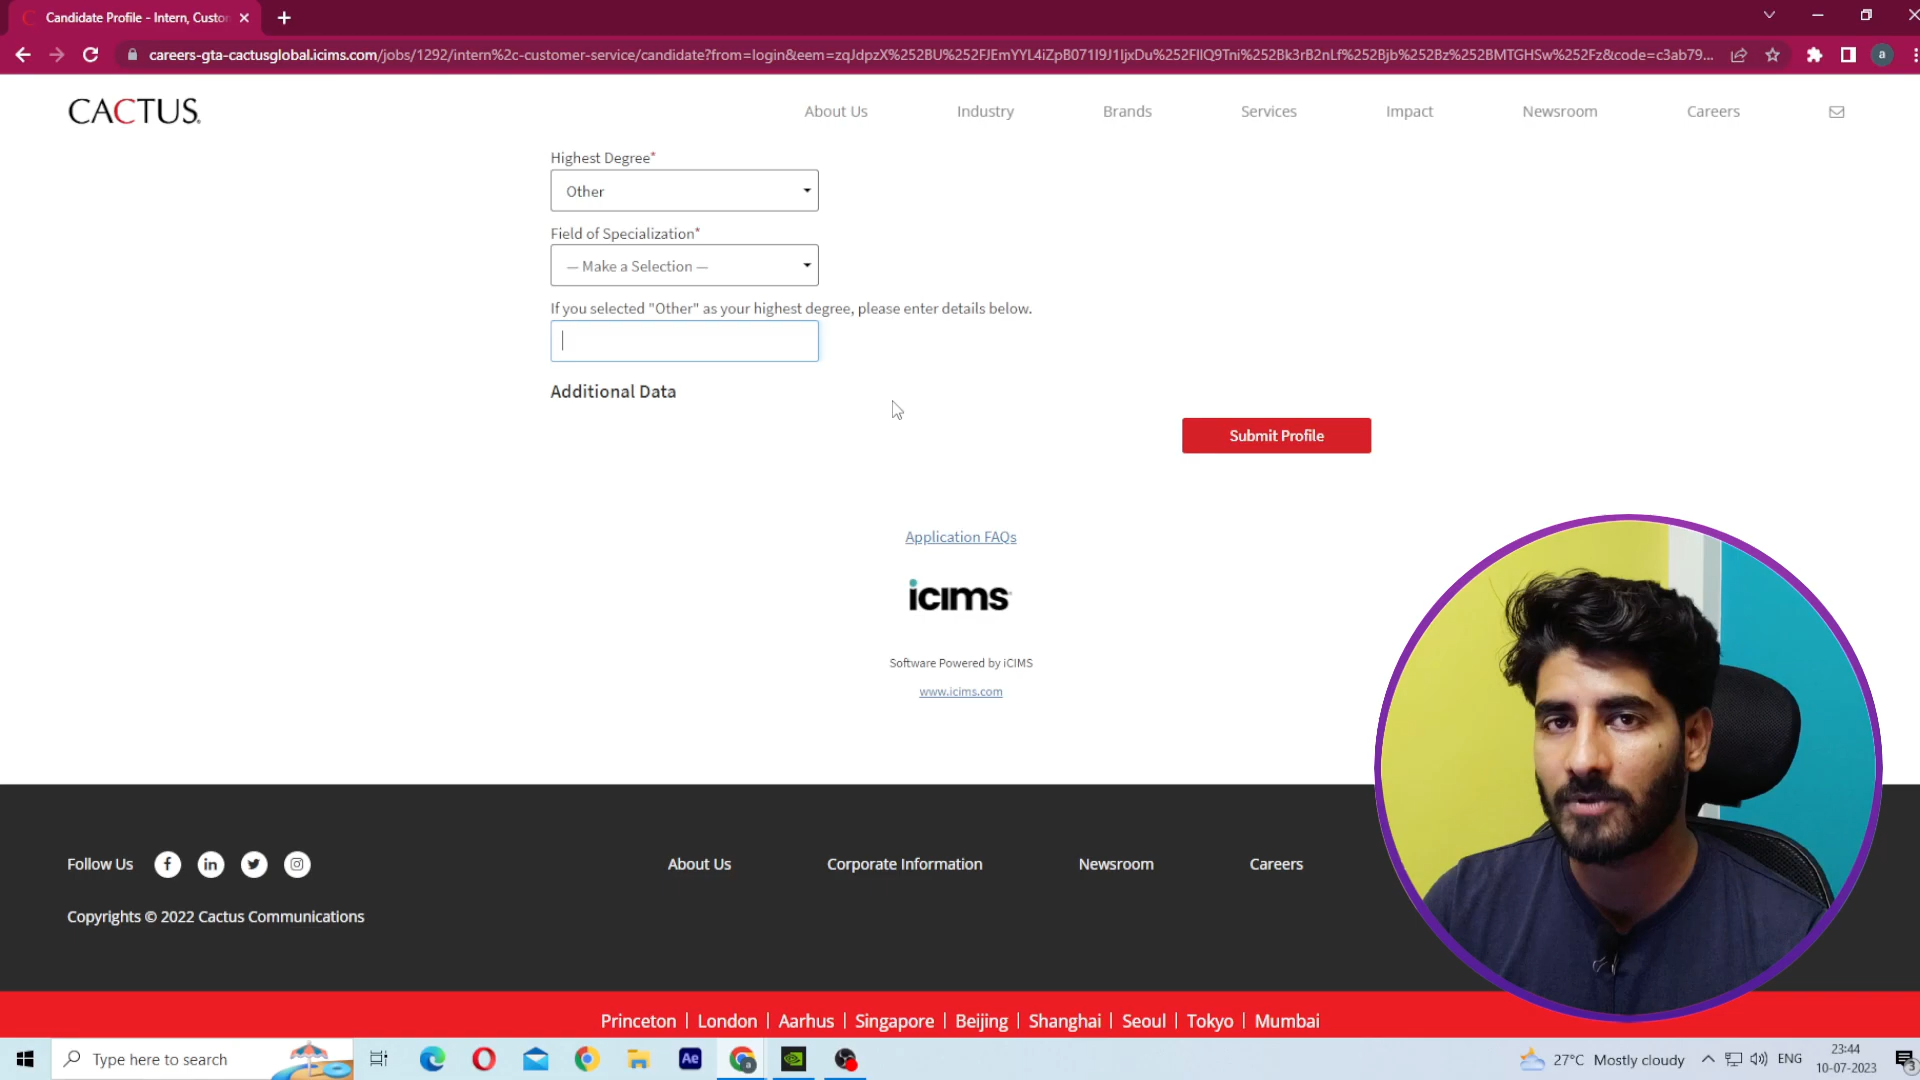 Candidate Profile - Intern, Custo
careers-gta-cactusglobal.icims.com/jobs/1292/intern%2c-customer-service/candidate?from=login&eem=zqJdpzX%252BU%252FJEmYYL4iZpB071I9J1IjxDu%252FIlQ9Tni%252Bk3rB2nLf%252Bjb%252Bz%252BMTGHSw%252Fz&code=c3ab79...
a
CACTUS.
About Us
Industry
Brands
Services
Impact
Newsroom
Careers
Highest Degree*
Other
Field of Specialization*
— Make a Selection —
If you selected "Other" as your highest degree, please enter details below.
Additional Data
Submit Profile
Application FAQs
icims
Software Powered by iCIMS
www.icims.com
Follow Us
f
in
About Us
Corporate Information
Newsroom
Careers
Copyrights © 2022 Cactus Communications
Princeton | London | Aarhus | Singapore | Beijing | Shanghai | Seoul | Tokyo | Mumbai
Type here to search
Ae
a
27°C Mostly cloudy
ENG
23:44
10-07-2023
3